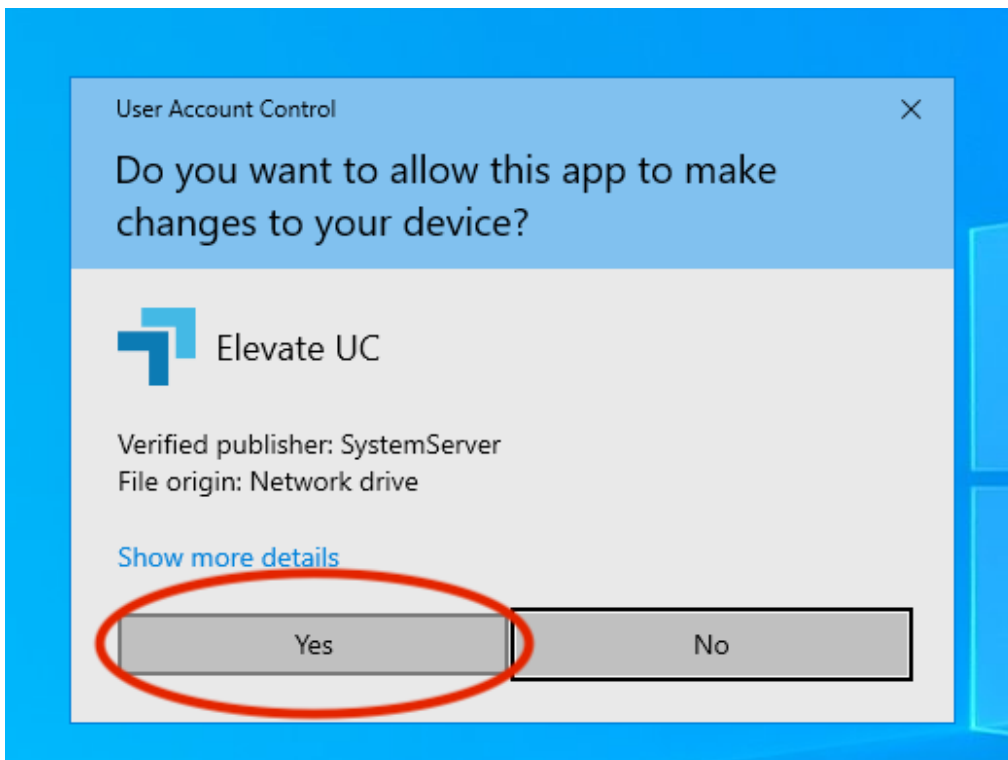 User Account Control
Do you want to allow this app to make
changes to your device?
Elevate UC
Verified publisher: SystemServer
File origin: Network drive
Show more details
Yes
No